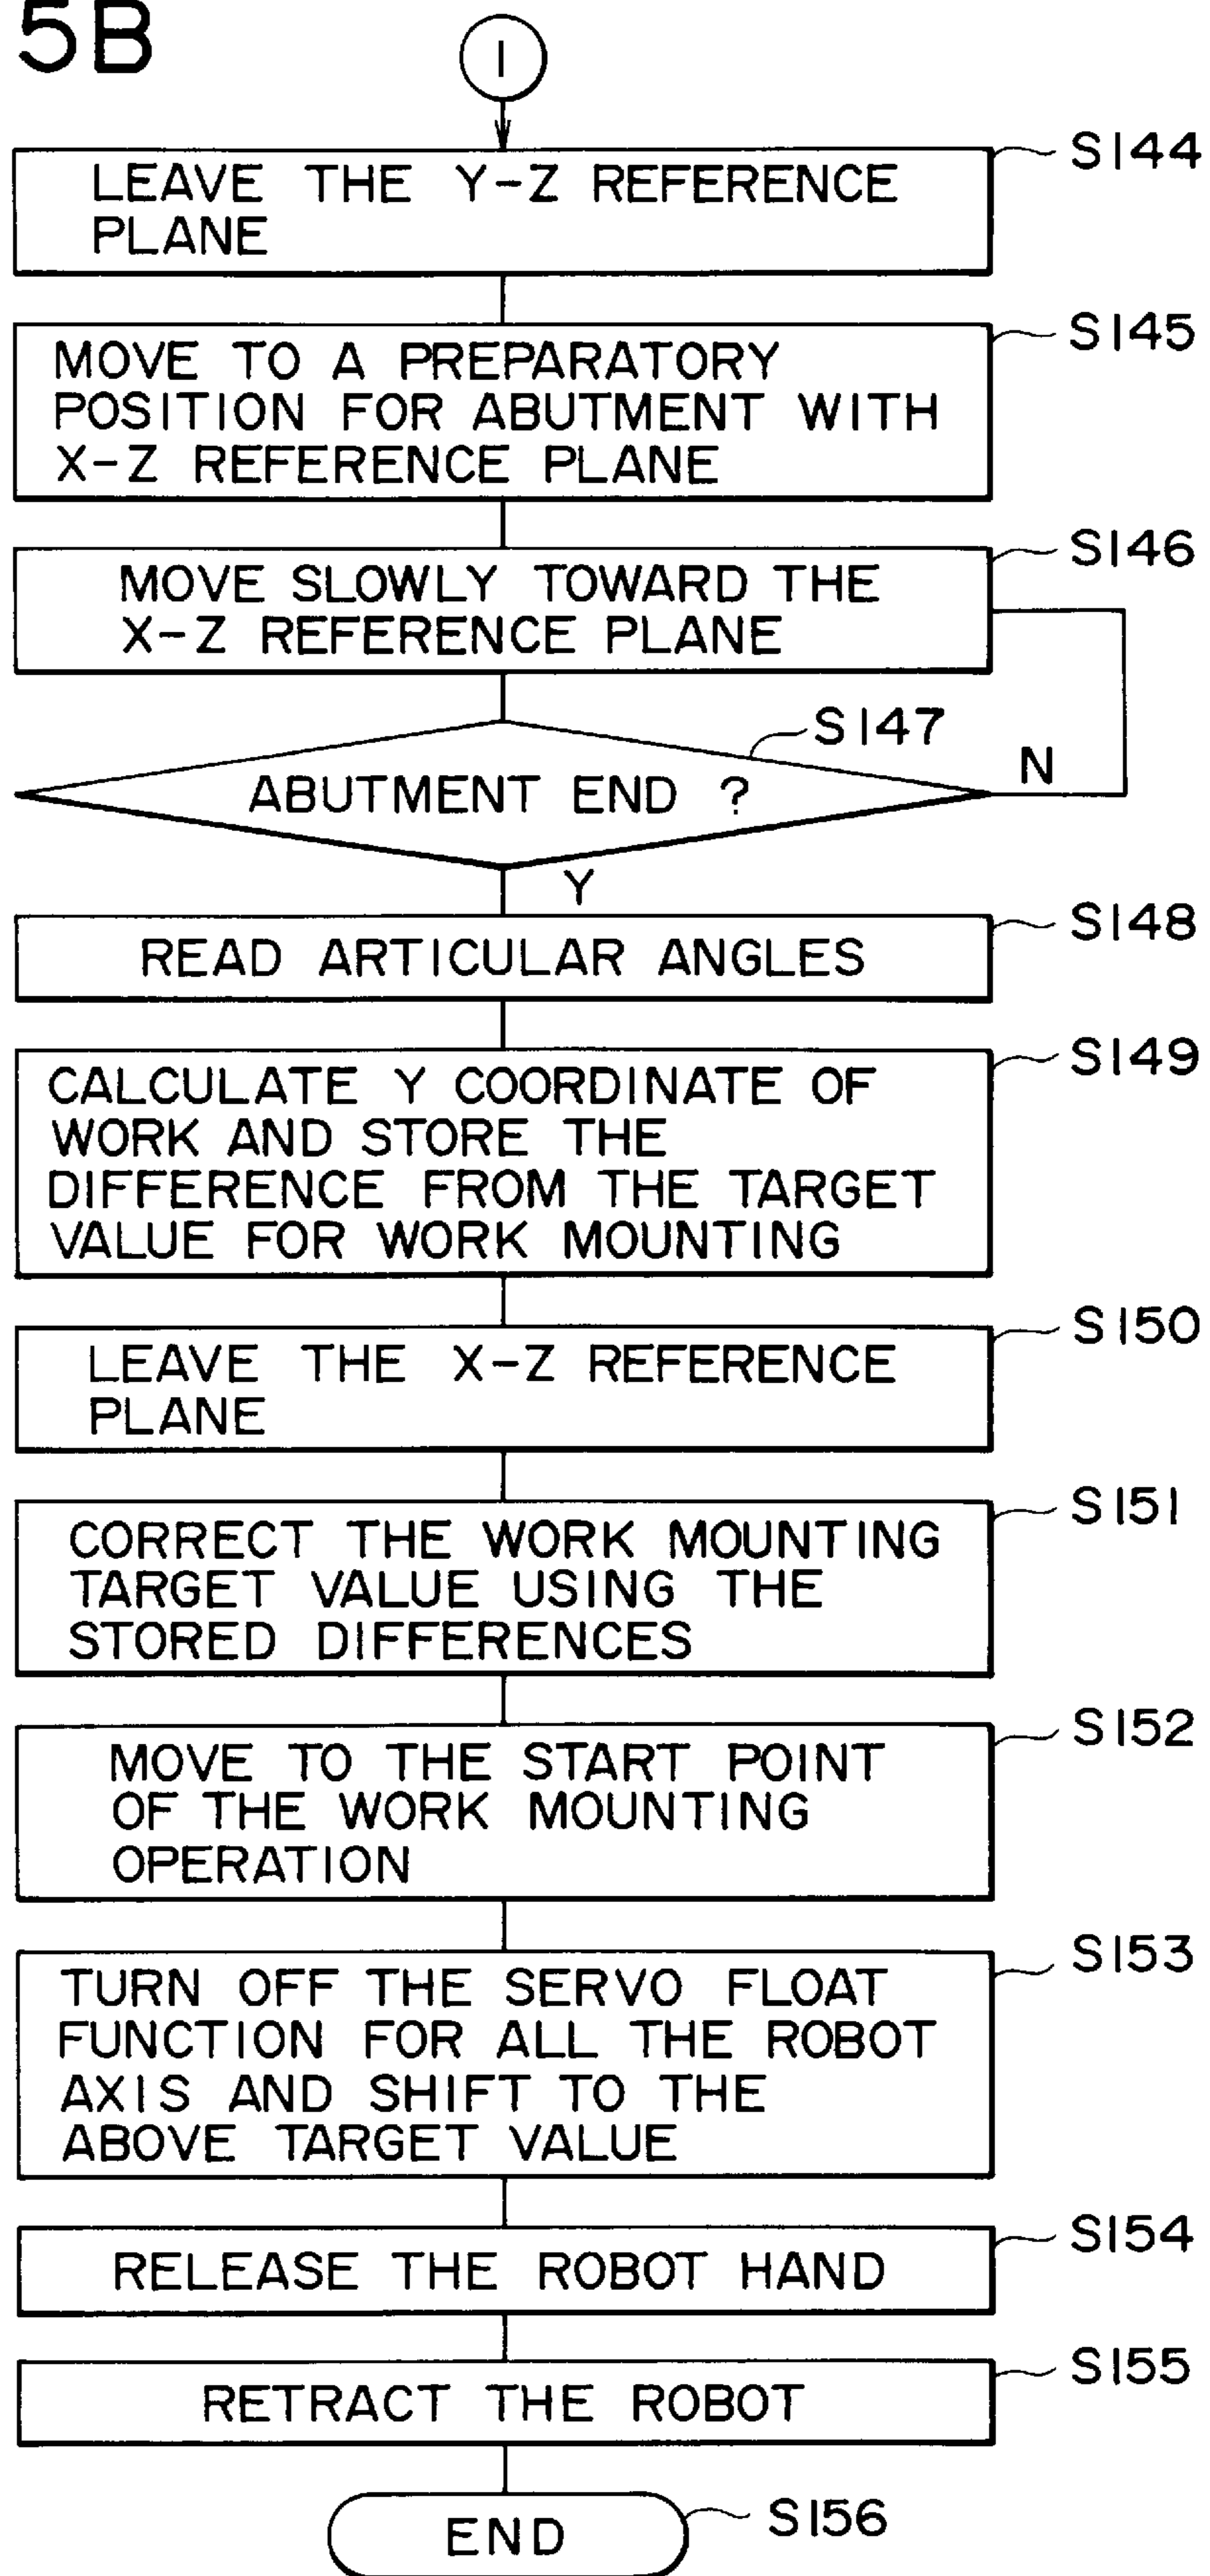 5B
1
LEAVE THE Y-Z REFERENCE
PLANE
S144
MOVE TO A PREPARATORY
POSITION FOR ABUTMENT WITH
X-Z REFERENCE PLANE
S145
MOVE SLOWLY TOWARD THE
X-Z REFERENCE PLANE
S146
ABUTMENT END ?
S147
N
Y
READ ARTICULAR ANGLES
S148
CALCULATE Y COORDINATE OF
WORK AND STORE THE
DIFFERENCE FROM THE TARGET
VALUE FOR WORK MOUNTING
S149
LEAVE THE X-Z REFERENCE
PLANE
S150
CORRECT THE WORK MOUNTING
TARGET VALUE USING THE
STORED DIFFERENCES
S151
MOVE TO THE START POINT
OF THE WORK MOUNTING
OPERATION
S152
TURN OFF THE SERVO FLOAT
FUNCTION FOR ALL THE ROBOT
AXIS AND SHIFT TO THE
ABOVE TARGET VALUE
S153
RELEASE THE ROBOT HAND
S154
RETRACT THE ROBOT
S155
END
S156